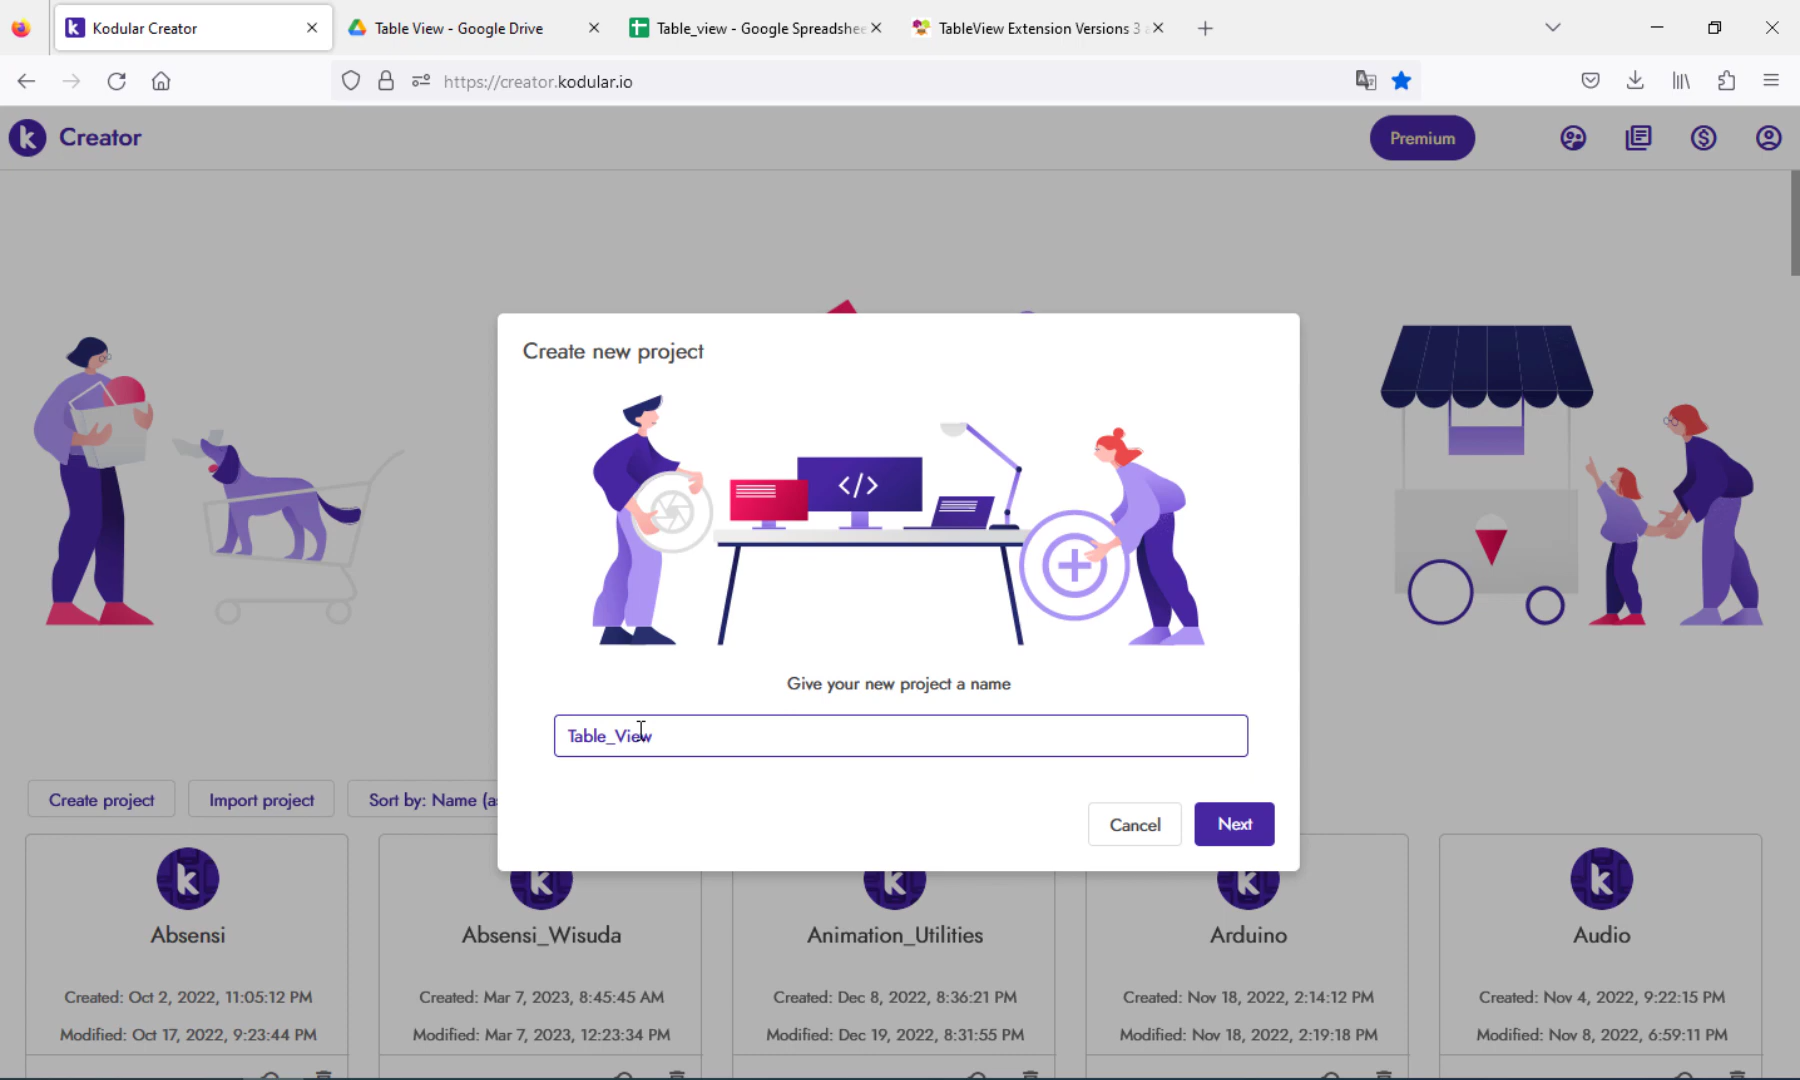 Kodular Creator
Table View - Google Drive
Table_view - Google Spreadshee
TableView Extension Versions 3
https://creator.kodular.io
k Creator
Premium
Create new project
</>
Give your new project a name
Table_View
Create project
Import project
Sort by: Name (a
Cancel
Next
Absensi
Absensi_Wisuda
Animation_Utilities
Arduino
Audio
Created: Oct 2, 2022, 11:05:12 PM
Created: Mar 7, 2023, 8:45:45 AM
Created: Dec 8, 2022, 8:36:21 PM
Created: Nov 18, 2022, 2:14:12 PM
Created: Nov 4, 2022, 9:22:15 PM
Modified: Oct 17, 2022, 9:23:44 PM
Modified: Mar 7, 2023, 12:23:34 PM
Modified: Dec 19, 2022, 8:31:55 PM
Modified: Nov 18, 2022, 2:19:18 PM
Modified: Nov 8, 2022, 6:59:11 PM